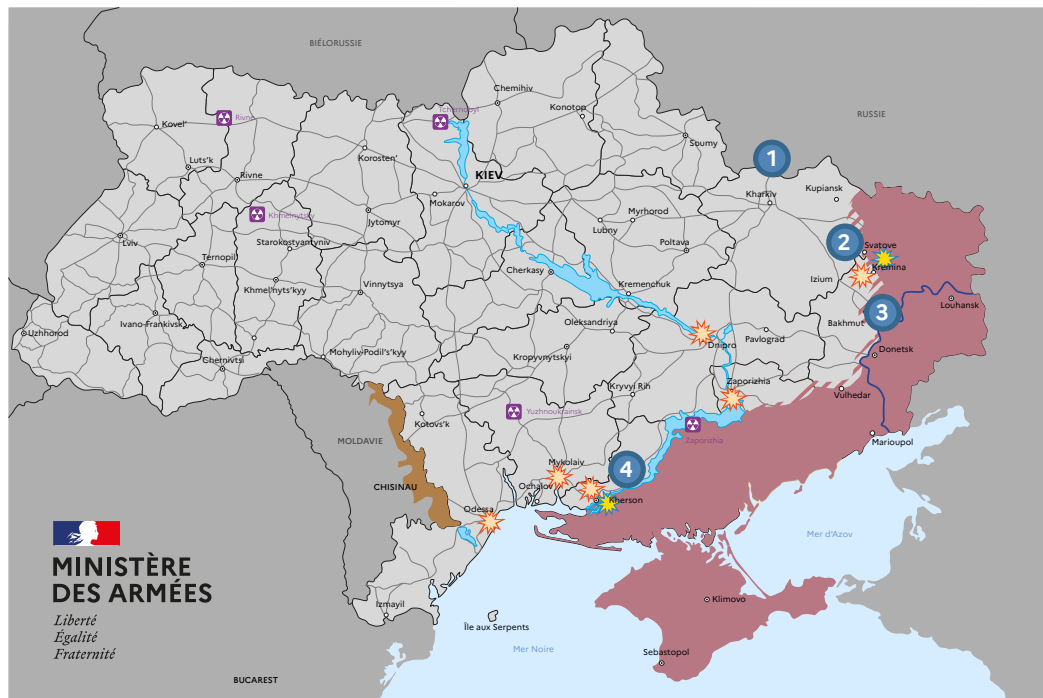 BIÉLORUSSIE
RUSSIE
Chemihiv
Konotop
Tchernobyl
Rivne
Kovel'
Soumy
1
Korosten'
Luts'k
Rivne
KIEV
Kharkiv
Kupiansk
Mokarov
Khmelnytsky
Jytomyr
Myrhorod
Lubny
Lviv
Starokostyantyniv
Poltava
2
Svatove
Ternopil
Cherkasy
Kremina
Izium
Khmel'nyts'kyy
Vinnytsya
Kremenchuk
Louhansk
3
Bakhmut
Ivano-Frankivsk
Oleksandriya
Uzhhorod
Pavlograd
Dnipro
Chernivtsi
Mohyliv-Podil's'kyy
Kropyvnytskyi
Donetsk
Zaporizhia
Kryvyi Rih
Vulhedar
Yuzhnoukrainsk
Kotovs'k
Zaporizhia
MOLDAVIE
Marioupol
Mykolaiv
4
CHISINAU
Ochalov
Kherson
Odessa
Mer d'Azov
MINISTÈRE
DES ARMÉES
Liberté
Égalité
Fraternité
Izmayil
Klimovo
Île aux Serpents
Mer Noire
Sebastopol
BUCAREST